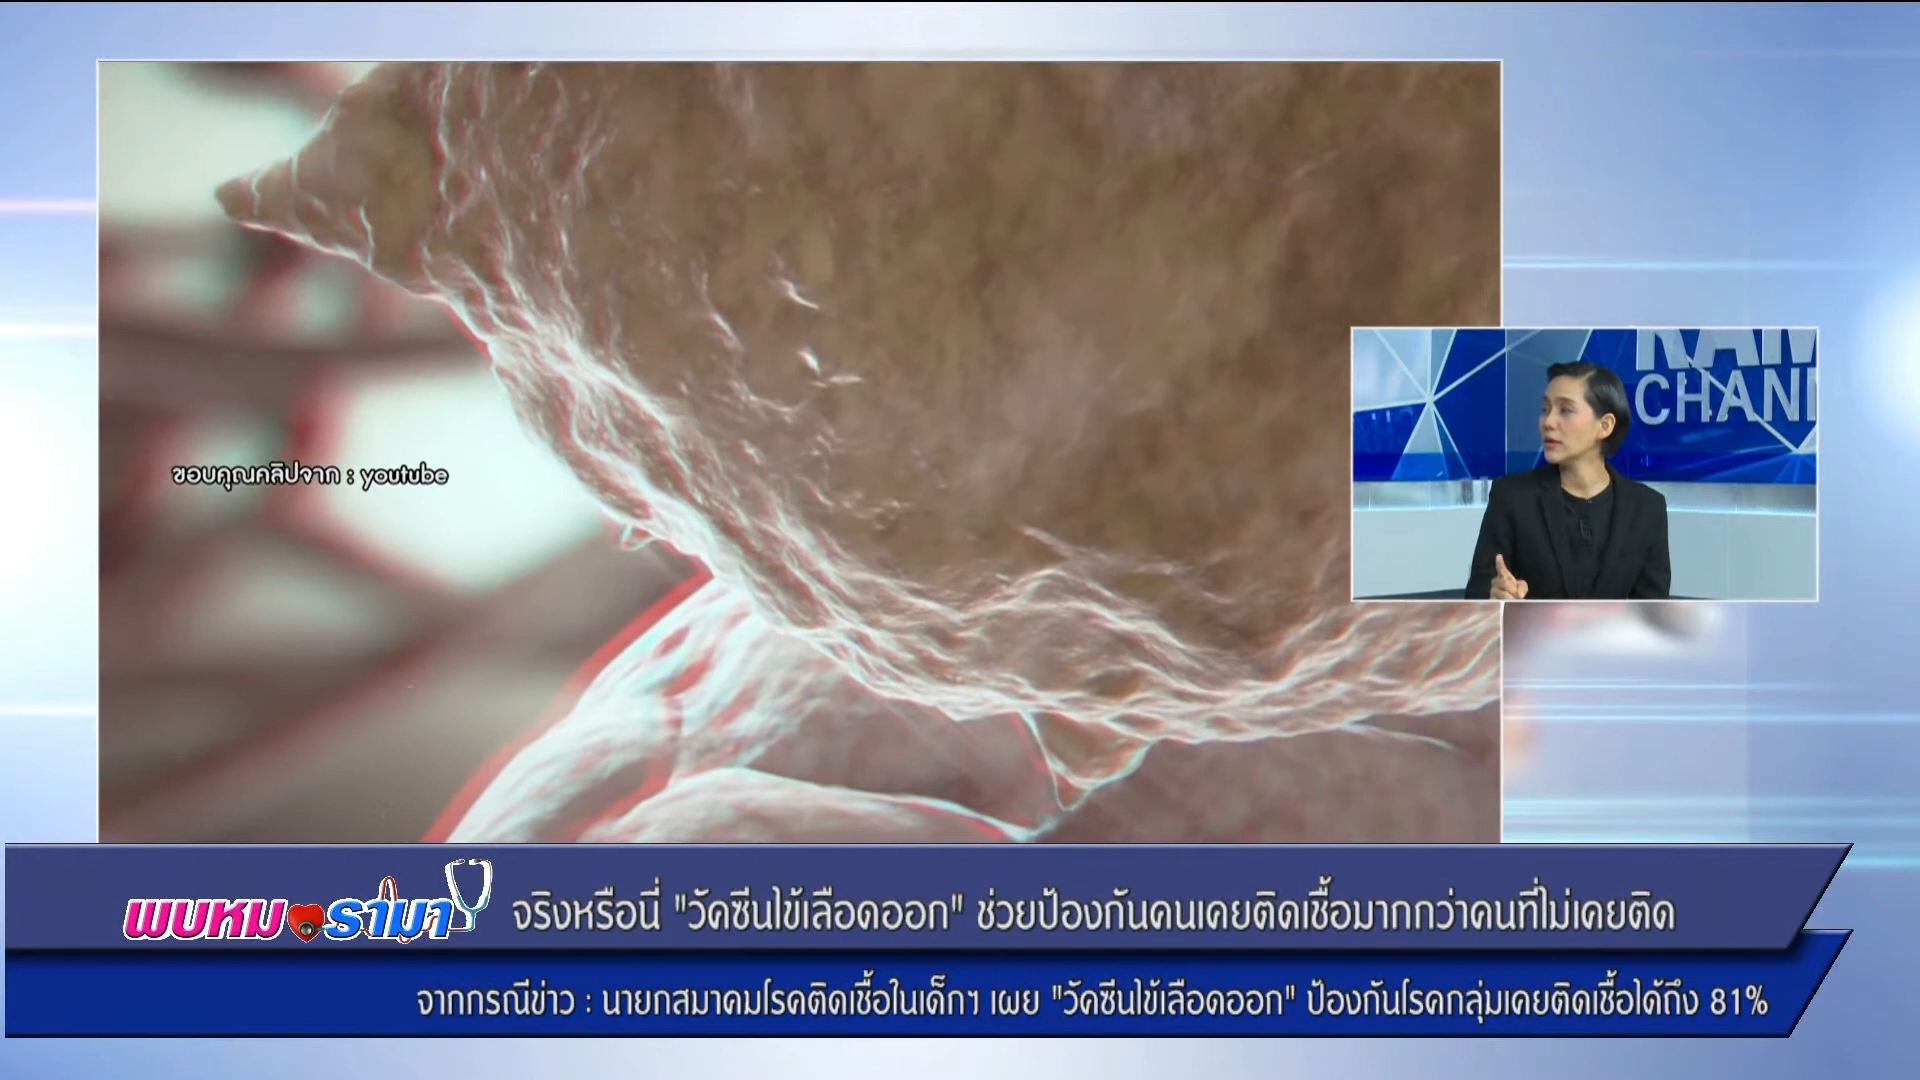 RAM
CHAN
ขอบคุณคลิปจาก : youtube
พบหมอรามา
จริงหรือนี่ "วัคซีนไข้เลือดออก" ช่วยป้องกันคนเคยติดเชื้อมากกว่าคนที่ไม่เคยติด
จากกรณีข่าว : นายกสมาคมโรคติดเชื้อในเด็กฯ เผย "วัคซีนไข้เลือดออก" ป้องกันโรคกลุ่มเคยติดเชื้อได้ถึง 81%